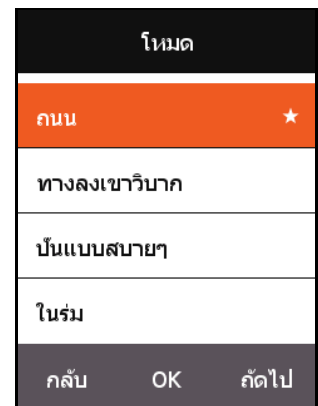 โหมด
ถนน ★
ทางลงเขาวิบาก
ปั่นแบบสบายๆ
ในร่ม
กลับ OK ถัดไป